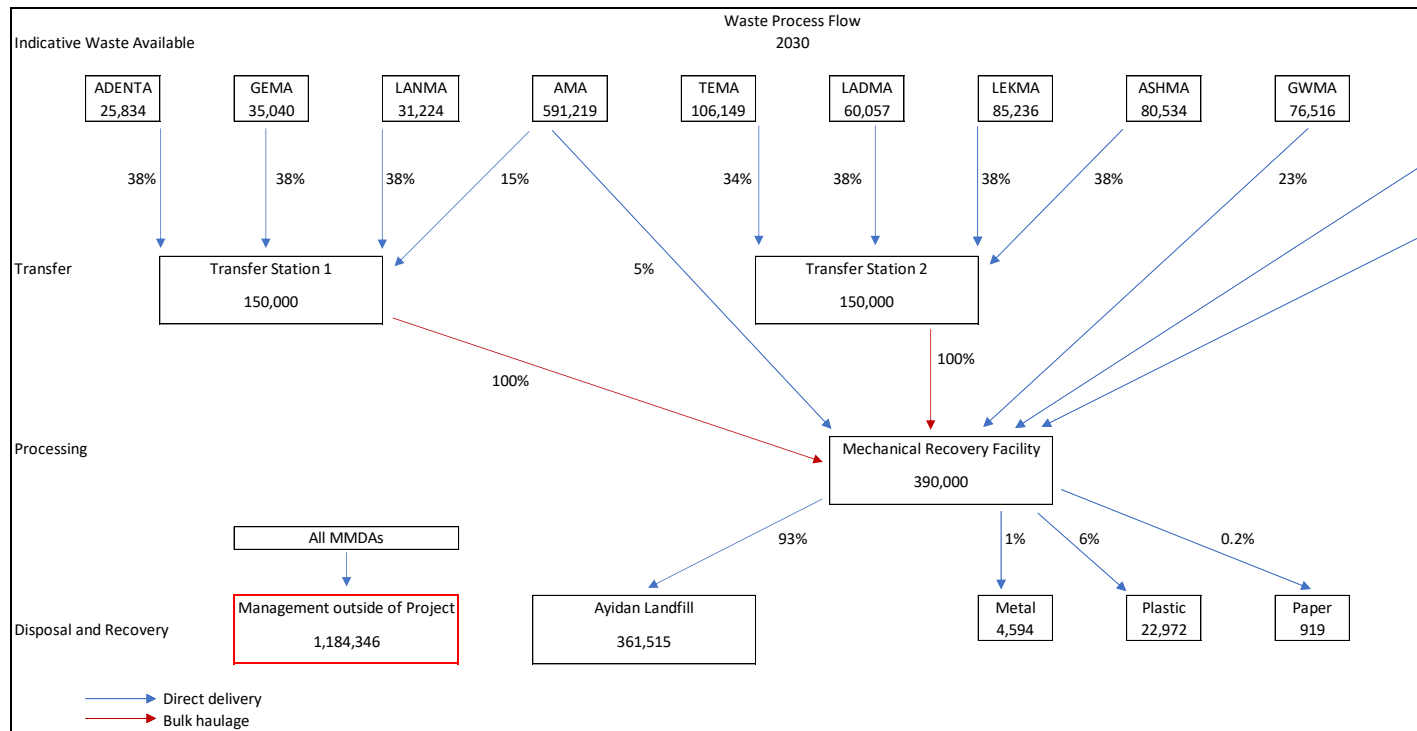 Waste Process Flow
Indicative Waste Available
2030
ADENTA
25,834
GEMA
35,040
LANMA
31,224
AMA
591,219
TEMA
106,149
LADMA
60,057
LEKMA
85,236
ASHMA
80,534
GWMA
76,516
38%
38%
38%
15%
34%
38%
38%
38%
23%
Transfer
Transfer Station 1
150,000
5%
Transfer Station 2
150,000
100%
100%
Processing
Mechanical Recovery Facility
390,000
All MMDAs
93%
1%
6%
0.2%
Disposal and Recovery
Management outside of Project
1,184,346
Ayidan Landfill
361,515
Metal
4,594
Plastic
22,972
Paper
919
Direct delivery
Bulk haulage